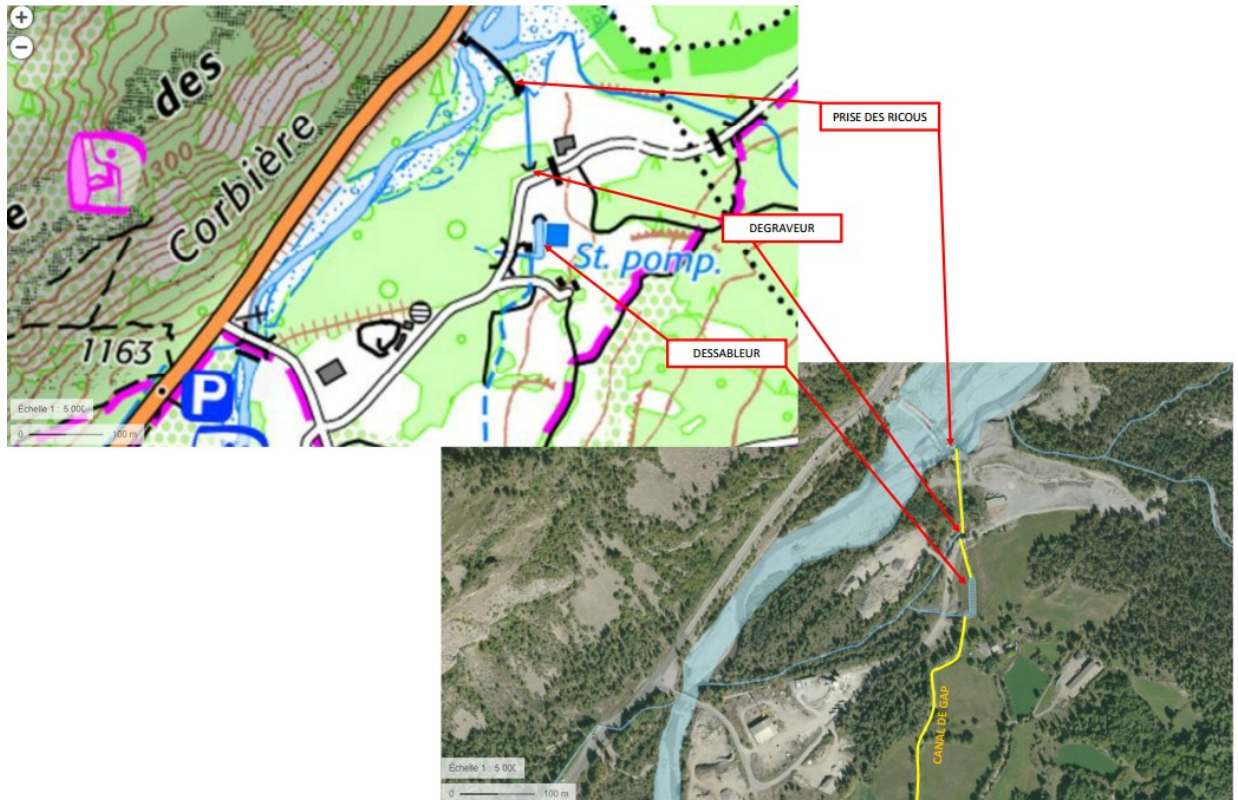 +
−
des
1300
Corbière
e
St. pomp.
1163
P
Échelle 1 : 5 000
0 100 m
PRISE DES RICOUS
DEGRAVEUR
DESSABLEUR
CANAL DE GAP
Échelle 1 : 5 000
0 100 m